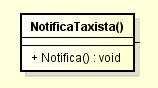 NotificaTaxista()
+ Notifica() : void